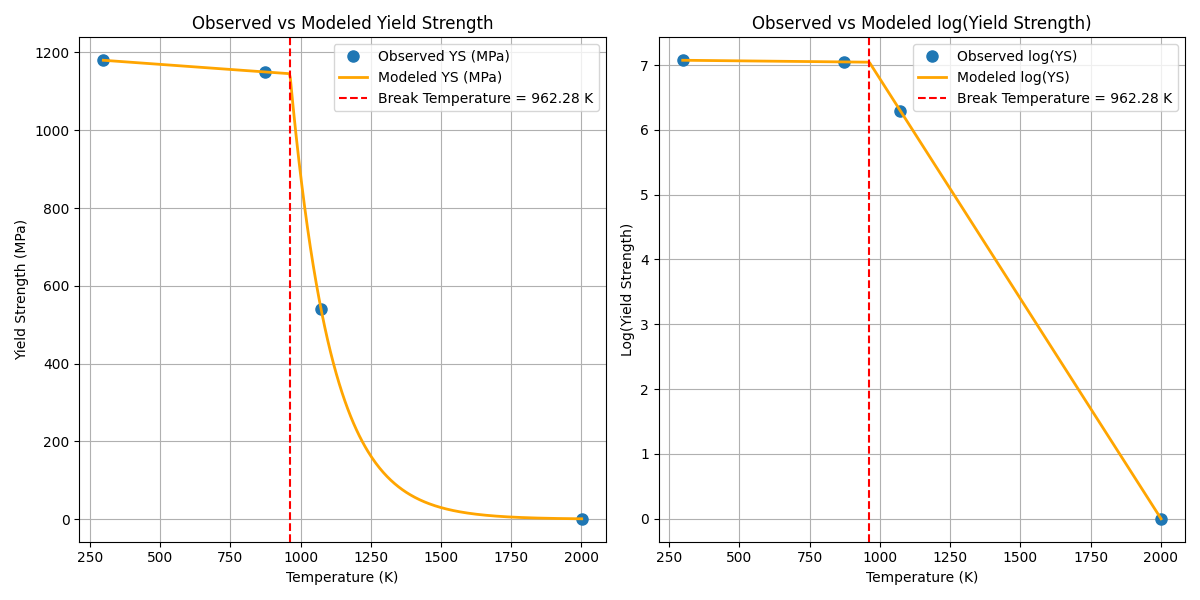 Observed vs Modeled Yield Strength
Yield Strength (MPa)
1200
1000
800
600
400
200
0
Observed YS (MPa)
Modeled YS (MPa)
Break Temperature = 962.28 K
250 500 750 1000 1250 1500 1750 2000
Temperature (K)
Observed vs Modeled log(Yield Strength)
Log(Yield Strength)
7
6
5
4
3
2
1
0
Observed log(YS)
Modeled log(YS)
Break Temperature = 962.28 K
250 500 750 1000 1250 1500 1750 2000
Temperature (K)